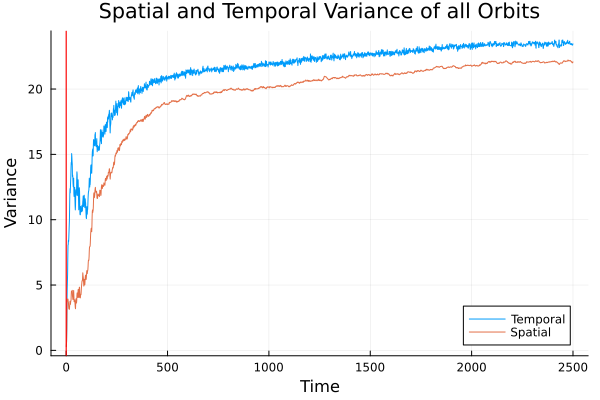 Spatial and Temporal Variance of all Orbits
Variance
20
15
10
5
0
Temporal
Spatial
0 500 1000 1500 2000 2500
Time